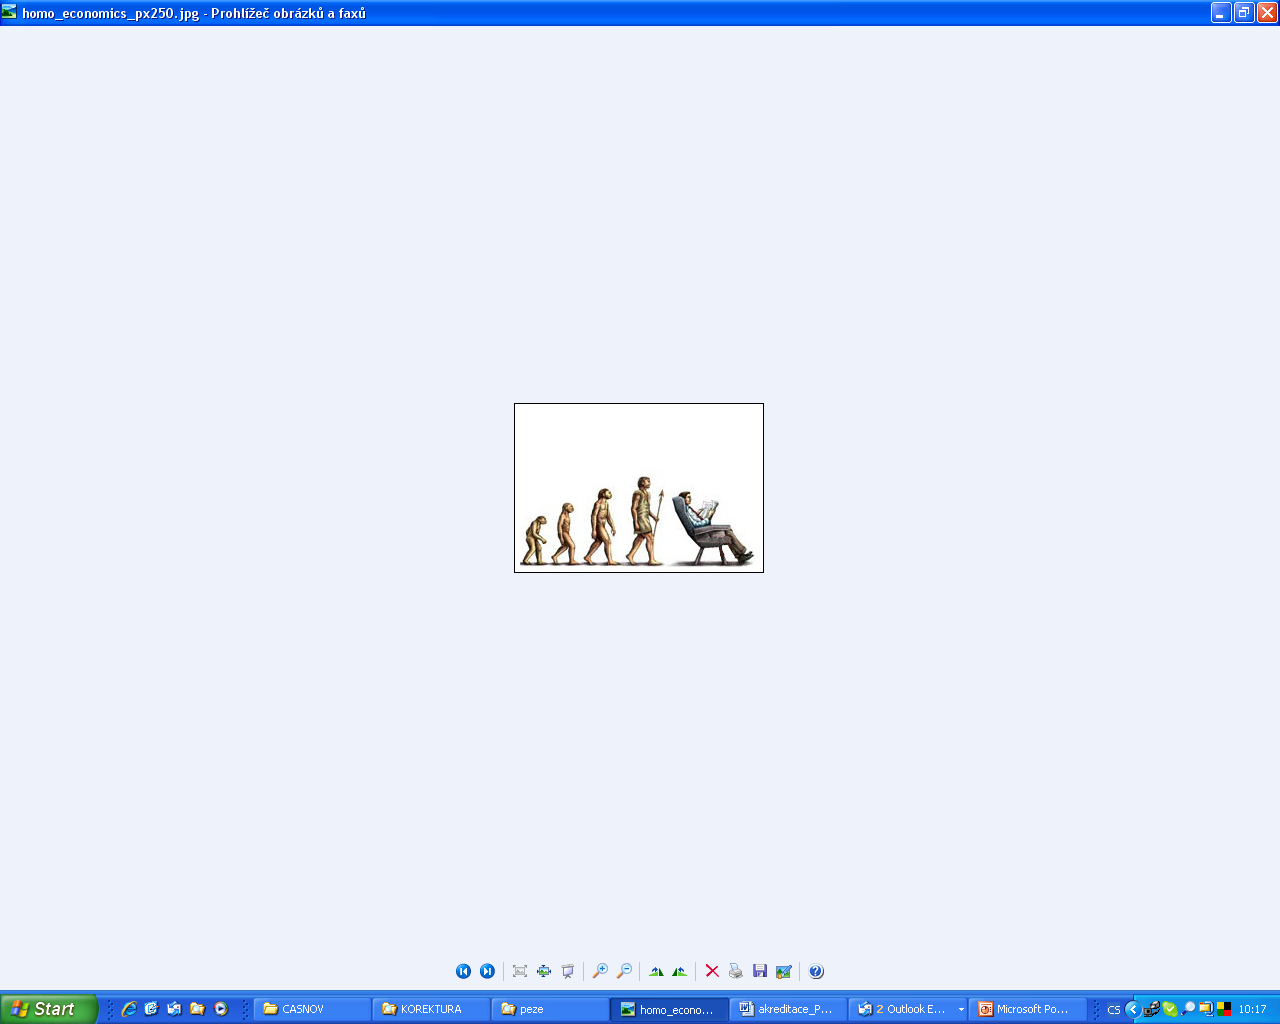 homo_economics_px250.jpg - Prohlížeč obrázků a faxů
Start
CASNOV
KOREKTURA
peze
homo_econo...
akreditace_P...
2 Outlook E...
Microsoft Po...
CS
10:17